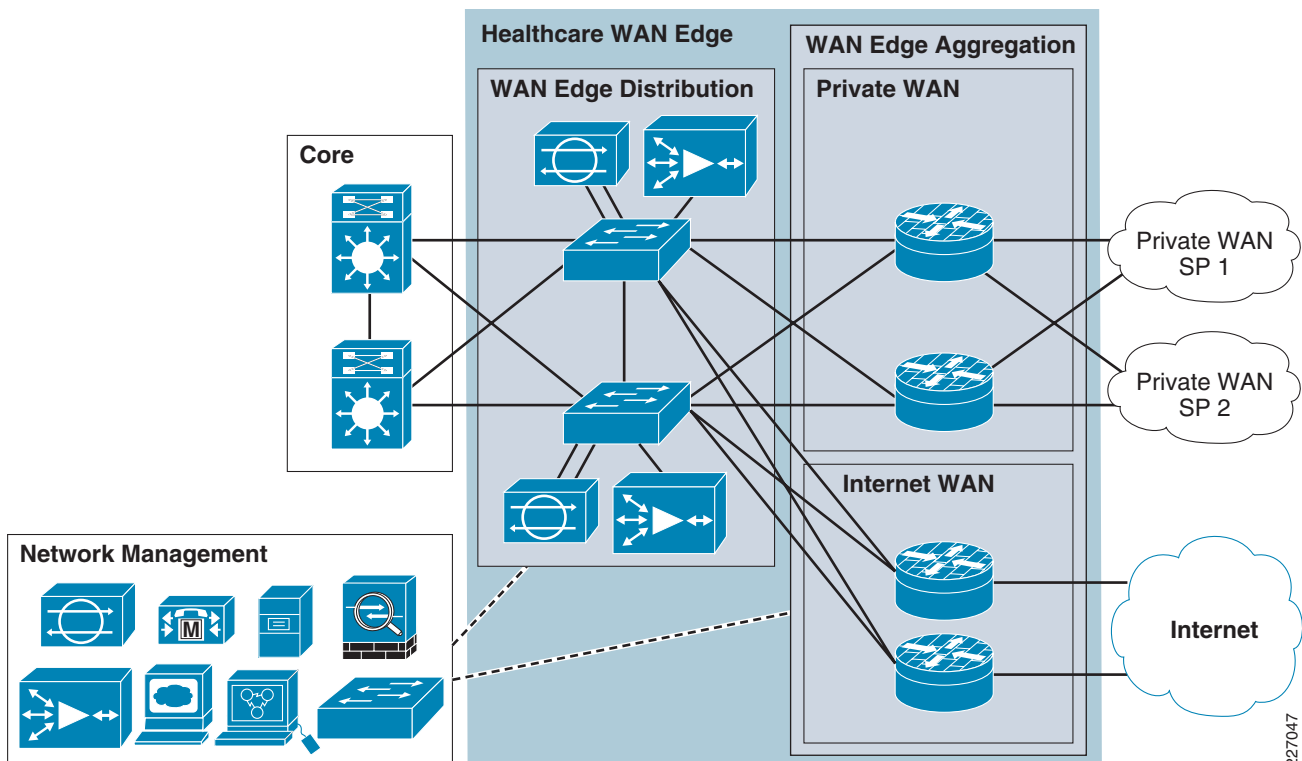 Healthcare WAN Edge
WAN Edge Aggregation
WAN Edge Distribution
Private WAN
Core
Private WAN
SP 1
Private WAN
SP 2
Internet WAN
Network Management
M
Internet
227047